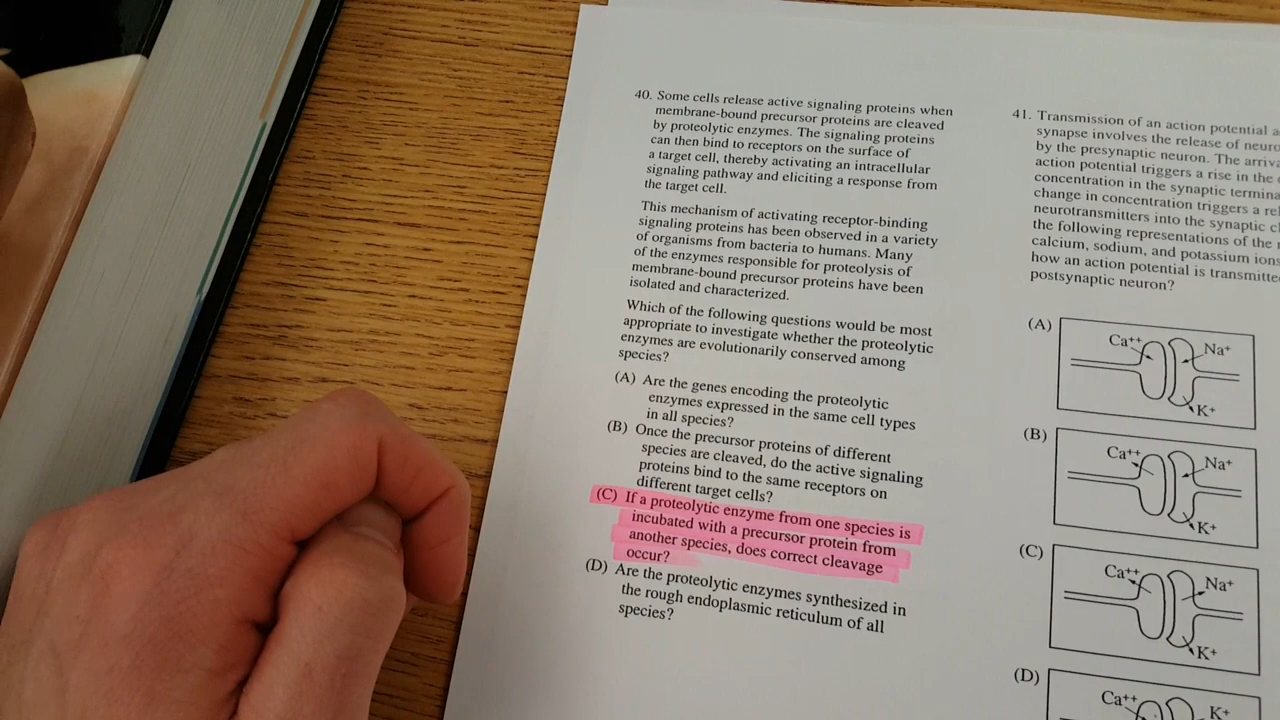 40. Some cells release active signaling proteins when
membrane-bound precursor proteins are cleaved
by proteolytic enzymes. The signaling proteins
can then bind to receptors on the surface of
a target cell, thereby activating an intracellular
signaling pathway and eliciting a response from
the target cell.
This mechanism of activating receptor-binding
signaling proteins has been observed in a variety
of organisms from bacteria to humans. Many
of the enzymes responsible for proteolysis of
membrane-bound precursor proteins have been
isolated and characterized.
Which of the following questions would be most
appropriate to investigate whether the proteolytic
enzymes are evolutionarily conserved among
species?
(A) Are the genes encoding the proteolytic
enzymes expressed in the same cell types
in all species?
(B) Once the precursor proteins of different
species are cleaved, do the active signaling
proteins bind to the same receptors on
different target cells?
(C) If a proteolytic enzyme from one species is
incubated with a precursor protein from
another species, does correct cleavage
occur?
(D) Are the proteolytic enzymes synthesized in
the rough endoplasmic reticulum of all
species?
41. Transmission of an action potential
synapse involves the release of
by the presynaptic neuron. The
action potential triggers a rise in the
concentration in the synaptic
change in concentration triggers a
neurotransmitters into the synaptic
the following representations of the
calcium, sodium, and potassium ions
how an action potential is
postsynaptic neuron?
(A)
Ca++ Na+
K+
(B)
Ca++ Na+
K+
(C)
Ca++ Na+
K+
(D)
Ca++ K+